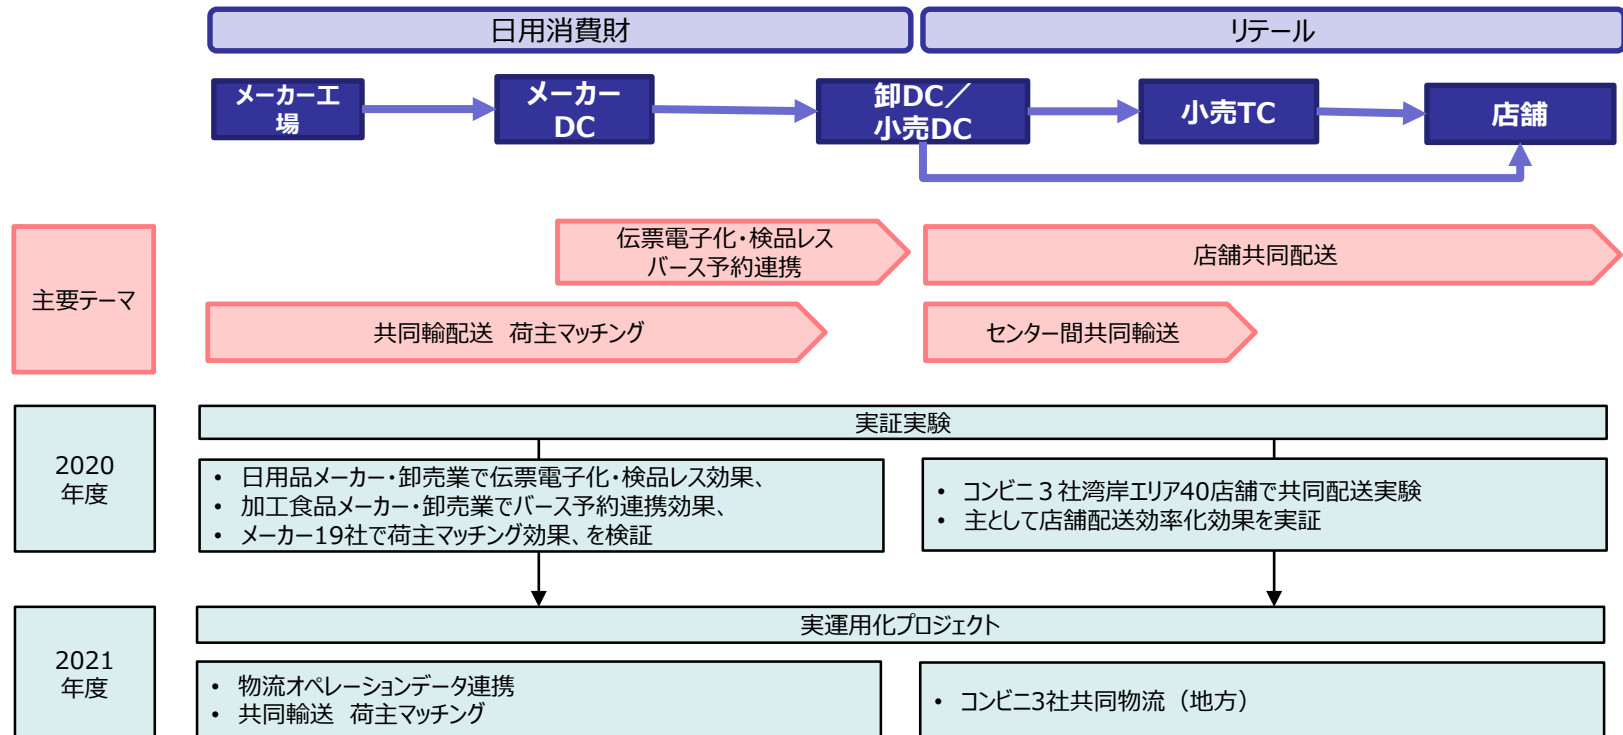 日用消費財
リテール
メーカー工
場
メーカー
DC
卸DC／
小売DC
小売TC
店舗
主要テーマ
伝票電子化・検品レス
バース予約連携
店舗共同配送
共同輸配送 荷主マッチング
センター間共同輸送
2020
年度
実証実験
• 日用品メーカー・卸売業で伝票電子化・検品レス効果、
• 加工食品メーカー・卸売業でバース予約連携効果、
• メーカー19社で荷主マッチング効果、を検証
• コンビニ３社湾岸エリア40店舗で共同配送実験
• 主として店舗配送効率化効果を実証
2021
年度
実運用化プロジェクト
• 物流オペレーションデータ連携
• 共同輸送 荷主マッチング
• コンビニ3社共同物流（地方）